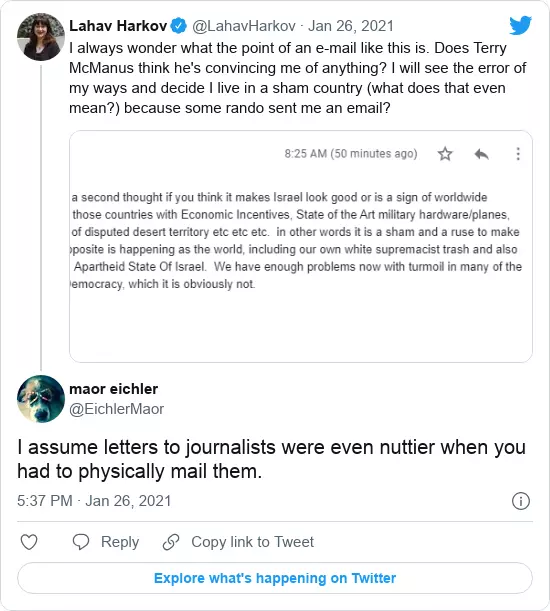 Lahav Harkov @LahavHarkov · Jan 26, 2021
I always wonder what the point of an e-mail like this is. Does Terry
McManus think he's convincing me of anything? I will see the error of
my ways and decide I live in a sham country (what does that even
mean?) because some rando sent me an email?
8:25 AM (50 minutes ago)
a second thought if you think it makes Israel look good or is a sign of worldwide
those countries with Economic Incentives, State of the Art military hardware/planes,
of disputed desert territory etc etc etc. in other words it is a sham and a ruse to make
posite is happening as the world, including our own white supremacist trash and also
Apartheid State Of Israel. We have enough problems now with turmoil in many of the
emocracy, which it is obviously not.
maor eichler
@EichlerMaor
I assume letters to journalists were even nuttier when you
had to physically mail them.
5:37 PM · Jan 26, 2021
Reply Copy link to Tweet
Explore what's happening on Twitter